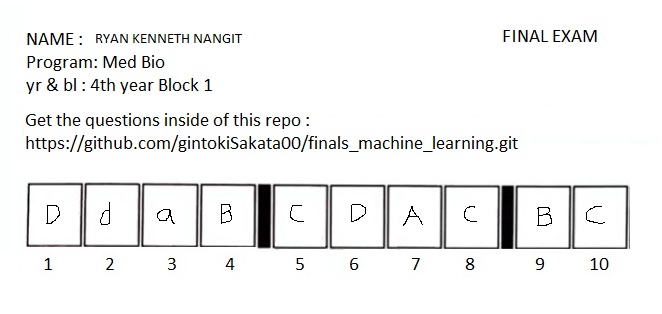 NAME : RYAN KENNETH NANGIT FINAL EXAM
Program: Med Bio
yr & bl : 4th year Block 1
Get the questions inside of this repo :
https://github.com/gintokiSakata00/finals_machine_learning.git
D d a B C D A C B C
1 2 3 4 5 6 7 8 9 10